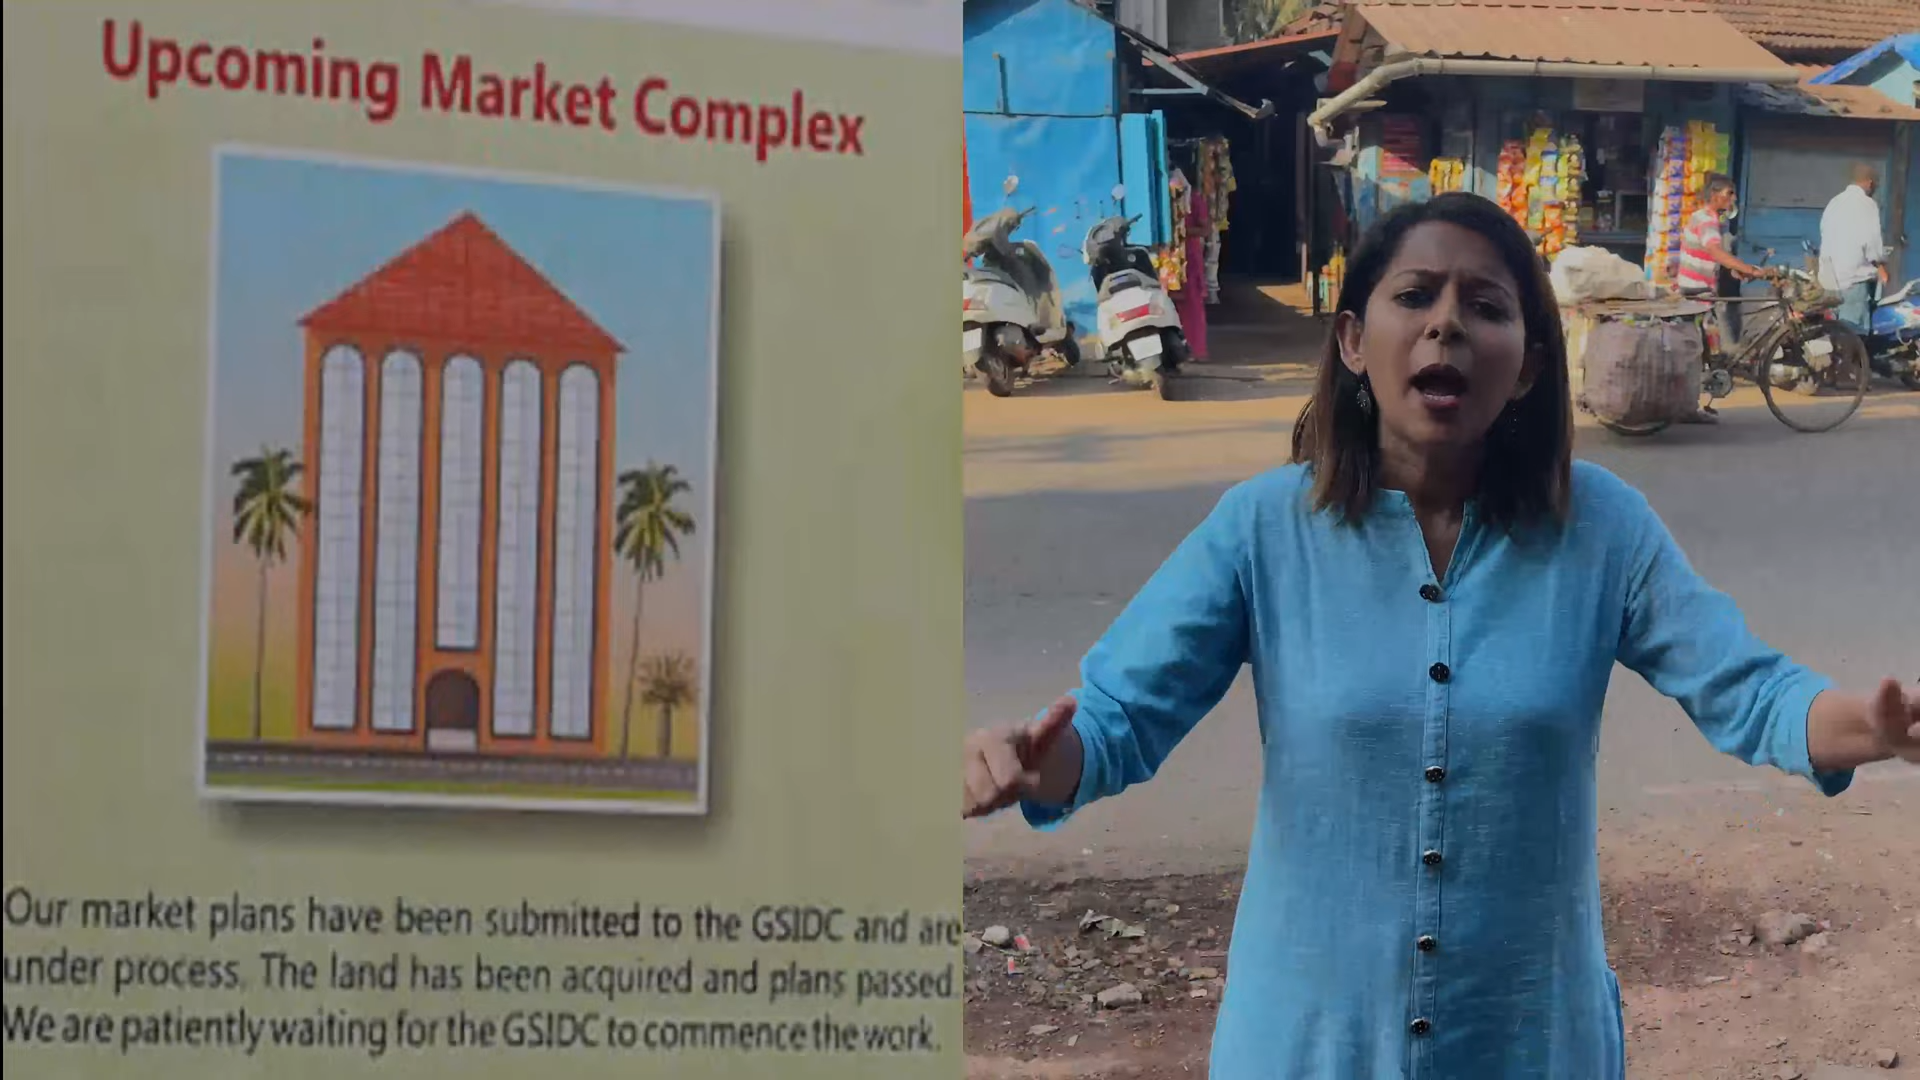 Upcoming Market Complex
Our market plans have been submitted to the GSIDC and are
under process. The land has been acquired and plans passed.
We are patiently waiting for the GSIDC to commence the work.